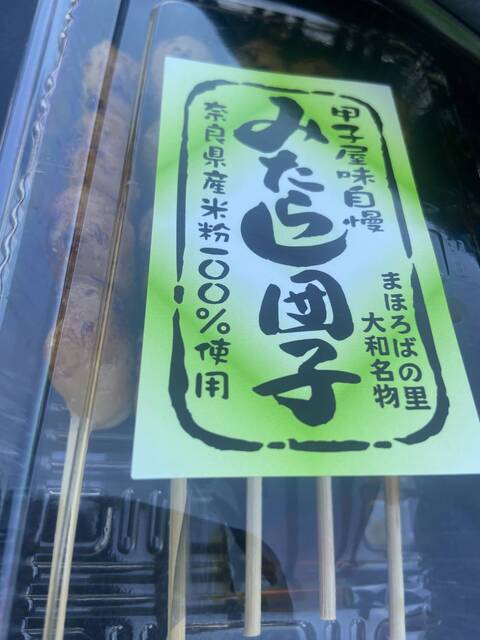 甲子屋味自慢
みたらし団子
まほろばの里
大和名物
奈良県産米粉一〇〇%使用